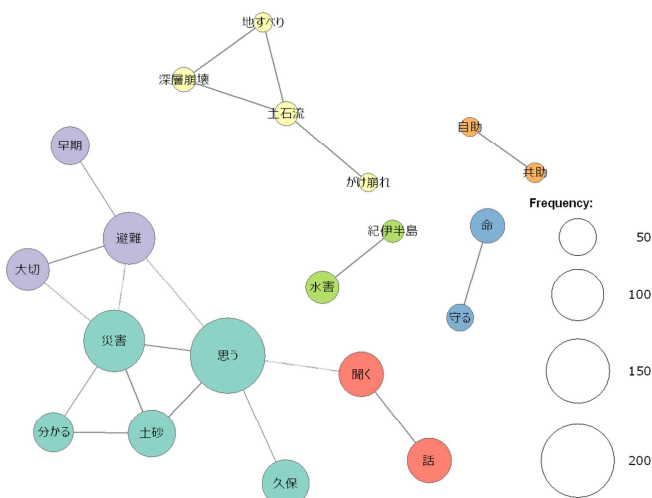 地すべり
深層崩壊
土石流
がけ崩れ
自助
共助
早期
避難
大切
紀伊半島
水害
命
守る
災害
思う
聞く
分かる
土砂
話
久保
Frequency:
50
100
150
200